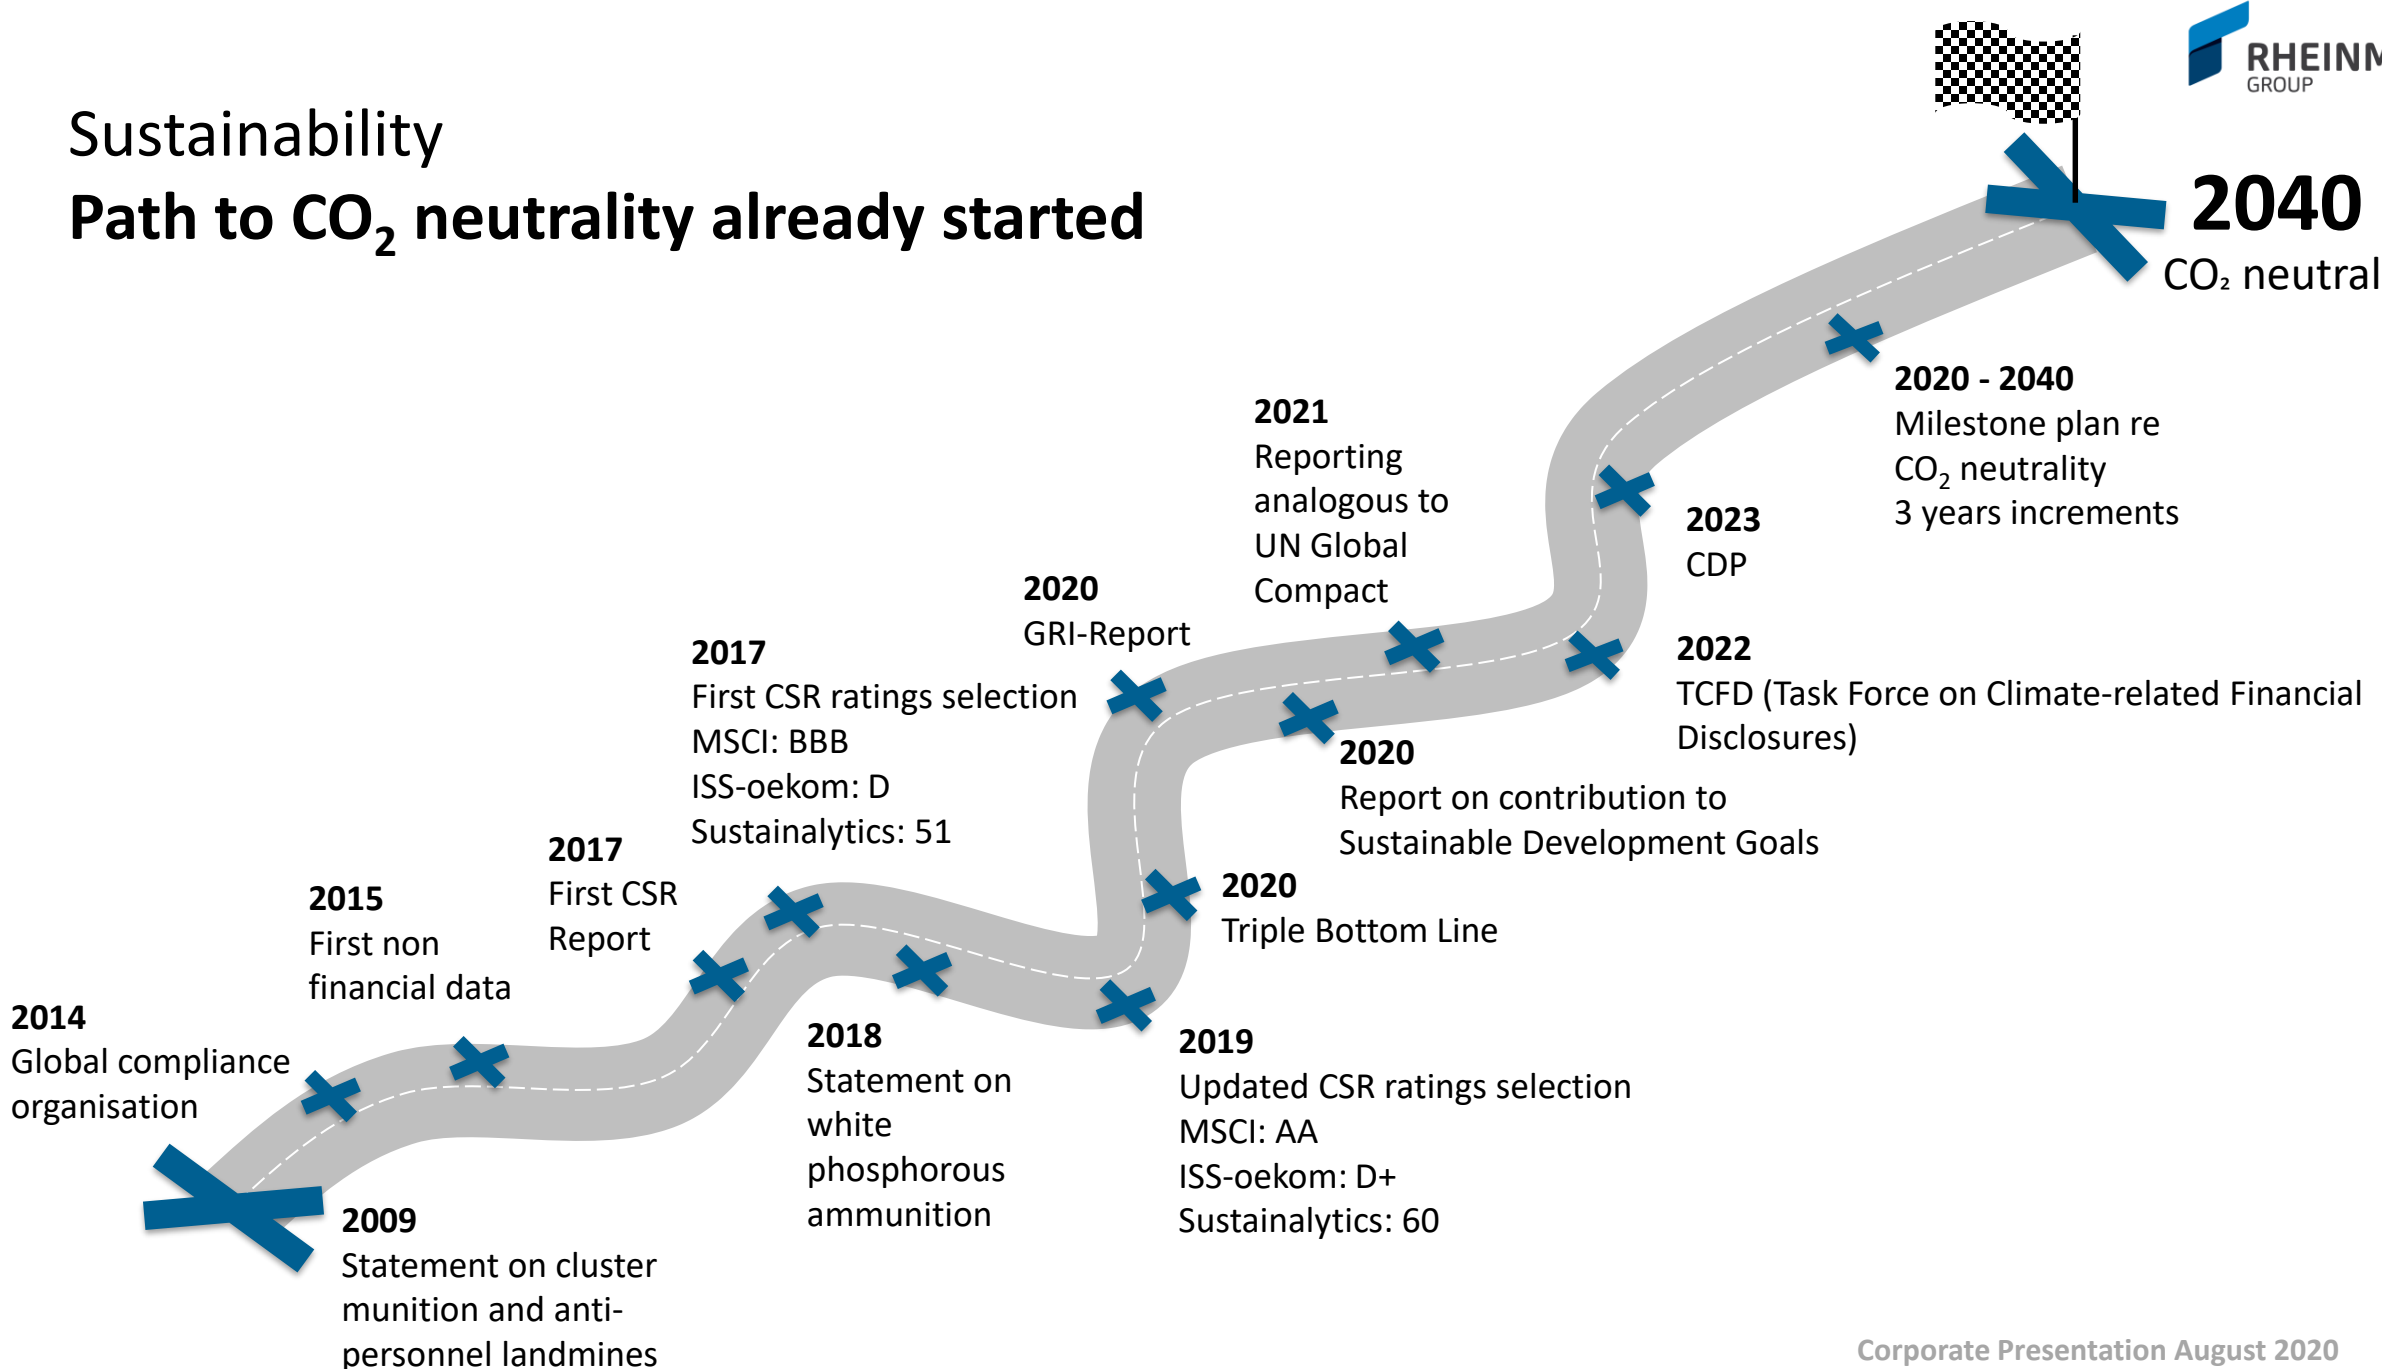 RHEINM
GROUP
Sustainability
Path to CO₂ neutrality already started
2040
CO₂ neutral
2020 - 2040
Milestone plan re
CO₂ neutrality
3 years increments
2021
Reporting
analogous to
UN Global
Compact
2023
CDP
2020
GRI-Report
2022
TCFD (Task Force on Climate-related Financial
Disclosures)
2017
First CSR ratings selection
MSCI: BBB
ISS-oekom: D
Sustainalytics: 51
2020
Report on contribution to
Sustainable Development Goals
2017
First CSR
Report
2020
Triple Bottom Line
2015
First non
financial data
2014
Global compliance
organisation
2018
Statement on
white
phosphorous
ammunition
2019
Updated CSR ratings selection
MSCI: AA
ISS-oekom: D+
Sustainalytics: 60
2009
Statement on cluster
munition and anti-
personnel landmines
Corporate Presentation August 2020